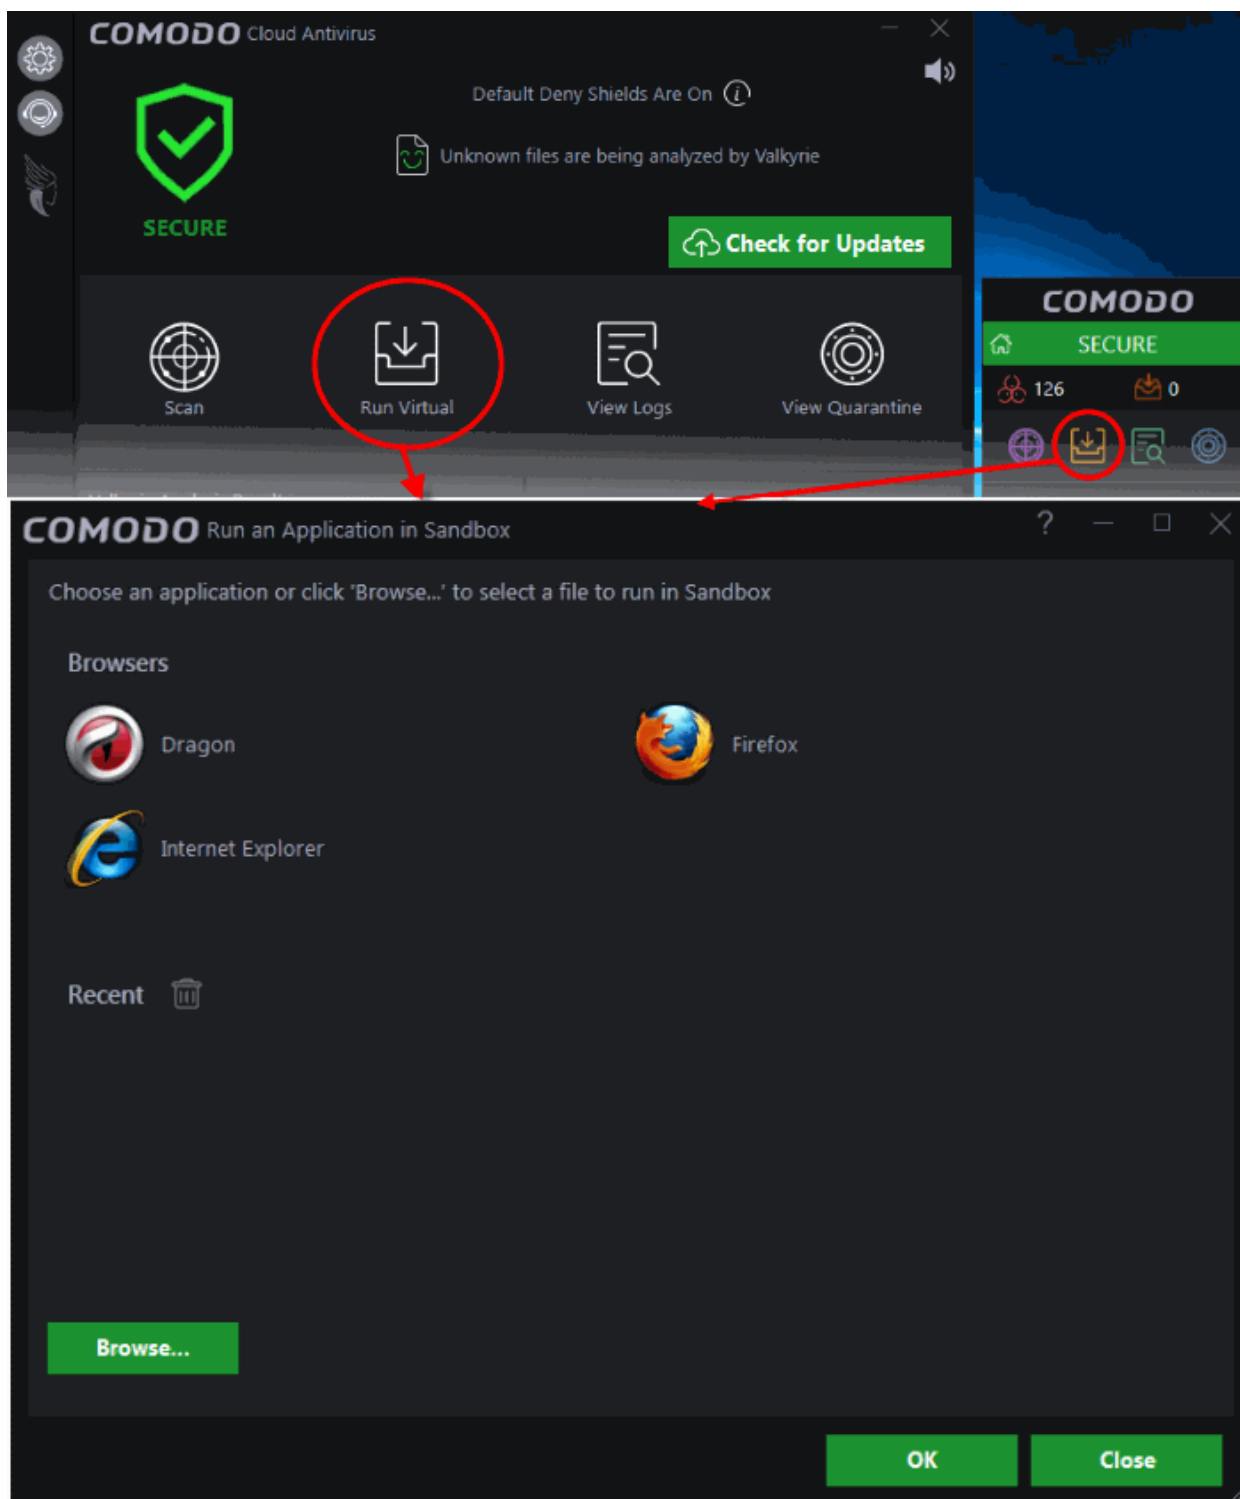 COMODO Cloud Antivirus
Default Deny Shields Are On
Unknown files are being analyzed by Valkyrie
SECURE
Check for Updates
Scan
Run Virtual
View Logs
View Quarantine
COMODO
SECURE
126
0
COMODO Run an Application in Sandbox
?
Choose an application or click 'Browse...' to select a file to run in Sandbox
Browsers
Dragon
Firefox
Internet Explorer
Recent
Browse...
OK
Close